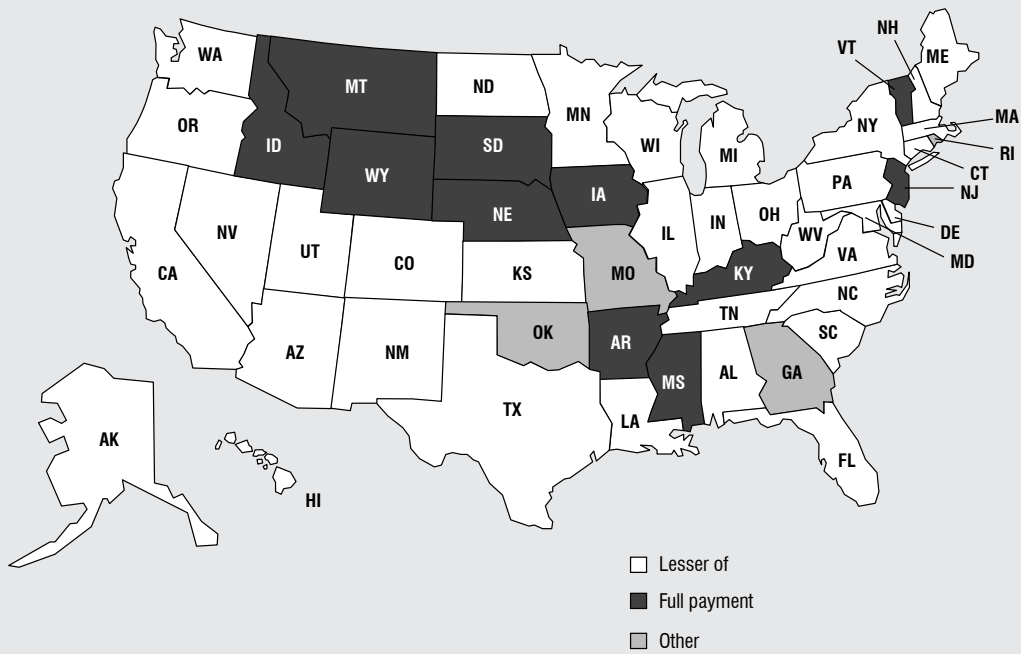 NH
VT
ME
WA
MT
ND
MN
OR
ID
SD
WI
MI
NY
MA
RI
CT
NJ
WY
IA
PA
NE
OH
DE
MD
NV
UT
CO
IL
IN
WV
VA
CA
KS
MO
KY
NC
TN
SC
OK
AR
AZ
NM
MS
AL
GA
TX
LA
FL
AK
HI
Lesser of
Full payment
Other